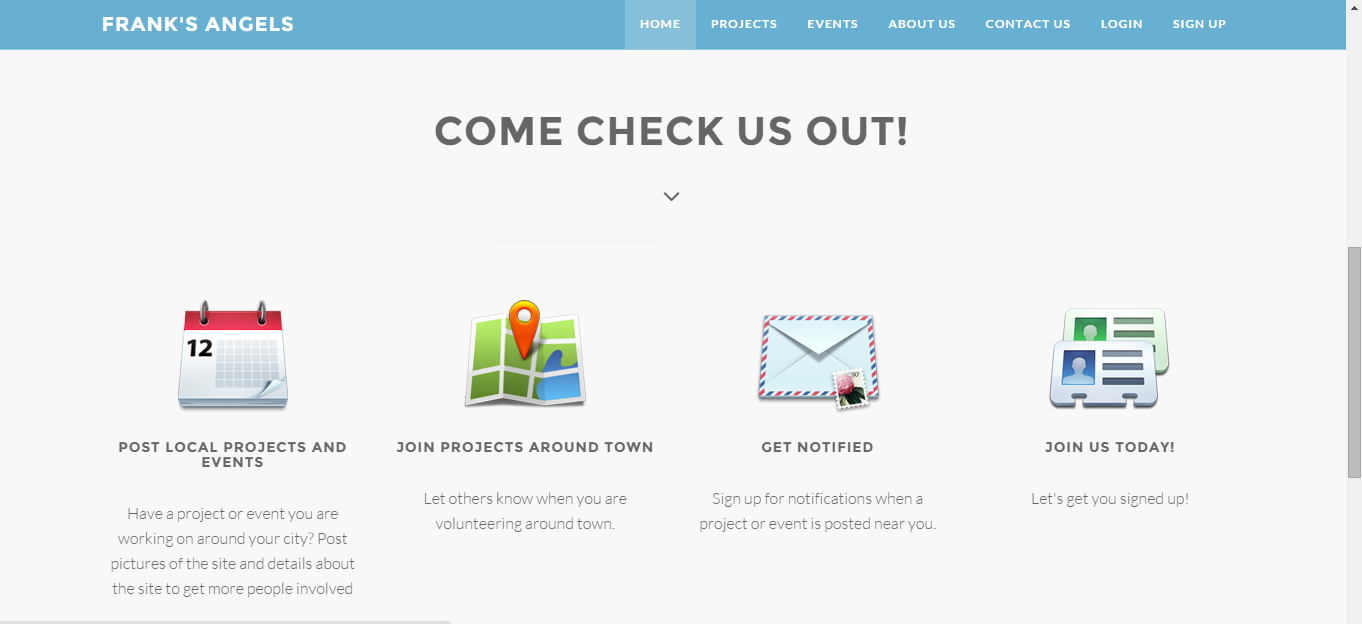 FRANK'S ANGELS
HOME PROJECTS EVENTS ABOUT US CONTACT US LOGIN SIGN UP
COME CHECK US OUT!
12
POST LOCAL PROJECTS AND
EVENTS
Have a project or event you are
working on around your city? Post
pictures of the site and details about
the site to get more people involved
JOIN PROJECTS AROUND TOWN
Let others know when you are
volunteering around town.
GET NOTIFIED
Sign up for notifications when a
project or event is posted near you.
JOIN US TODAY!
Let's get you signed up!